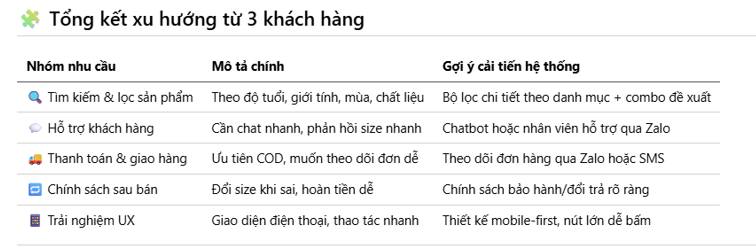 Tổng kết xu hướng từ 3 khách hàng
Nhóm nhu cầu Mô tả chính Gợi ý cải tiến hệ thống
Tìm kiếm & lọc sản phẩm Theo độ tuổi, giới tính, mùa, chất liệu Bộ lọc chi tiết theo danh mục + combo đề xuất
Hỗ trợ khách hàng Cần chat nhanh, phản hồi size nhanh Chatbot hoặc nhân viên hỗ trợ qua Zalo
Thanh toán & giao hàng Ưu tiên COD, muốn theo dõi đơn dễ Theo dõi đơn hàng qua Zalo hoặc SMS
Chính sách sau bán Đổi size khi sai, hoàn tiền dễ Chính sách bảo hành/đổi trả rõ ràng
Trải nghiệm UX Giao diện điện thoại, thao tác nhanh Thiết kế mobile-first, nút lớn dễ bấm